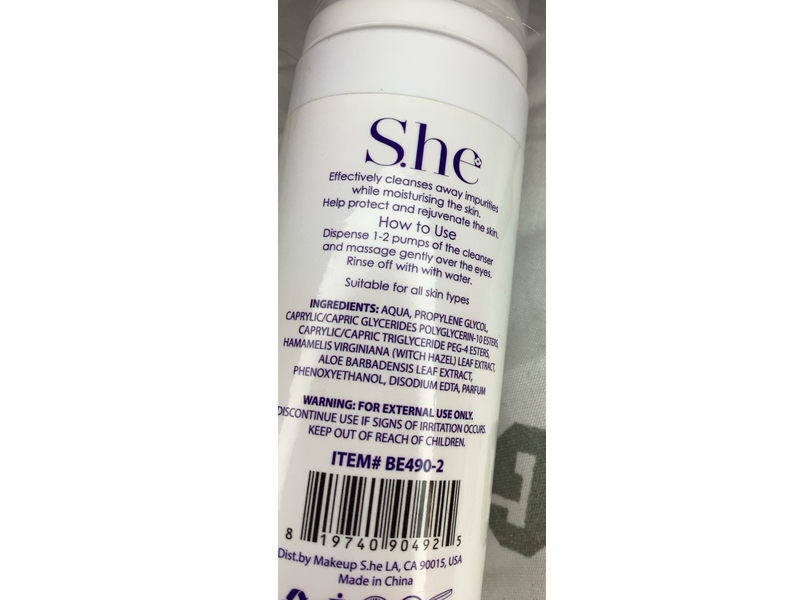 S.he
Effectively cleanses away impurities
while moisturising the skin.
Help protect and rejuvenate the skin.
How to Use
Dispense 1-2 pumps of the cleanser
and massage gently over the eyes.
Rinse off with with water.
Suitable for all skin types
INGREDIENTS: AQUA, PROPYLENE GLYCOL,
CAPRYLIC/CAPRIC GLYCERIDES POLYGLYCERIN-10 ESTERS,
CAPRYLIC/CAPRIC TRIGLYCERIDE PEG-4 ESTERS,
HAMAMELIS VIRGINIANA (WITCH HAZEL) LEAF EXTRACT,
ALOE BARBADENSIS LEAF EXTRACT,
PHENOXYETHANOL, DISODIUM EDTA, PARFUM
WARNING: FOR EXTERNAL USE ONLY.
DISCONTINUE USE IF SIGNS OF IRRITATION OCCURS.
KEEP OUT OF REACH OF CHILDREN.
ITEM# BE490-2
8 19740 90492 5
Dist.by Makeup S.he LA, CA 90015, USA
Made in China